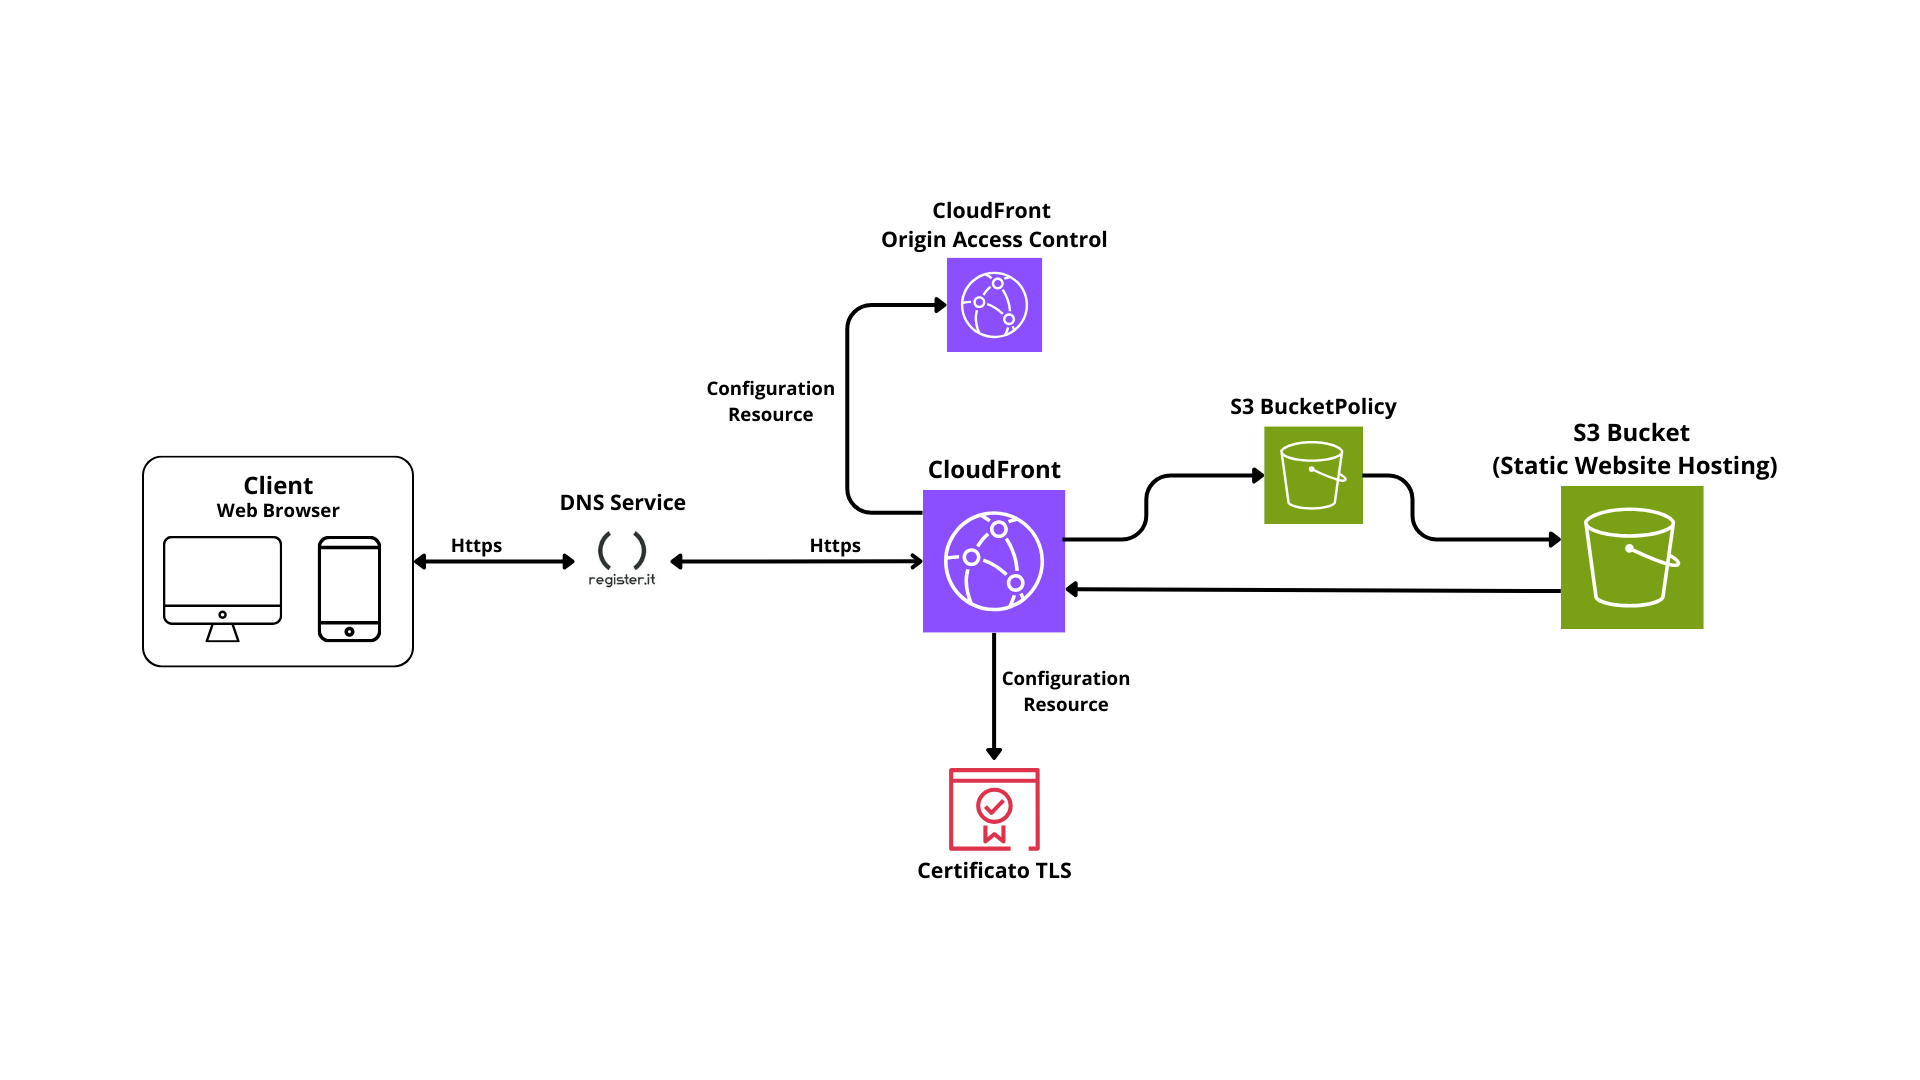 CloudFront
Origin Access Control
Configuration
Resource
S3 BucketPolicy
S3 Bucket
(Static Website Hosting)
CloudFront
Client
Web Browser
DNS Service
Https
Https
register.it
Configuration
Resource
Certificato TLS